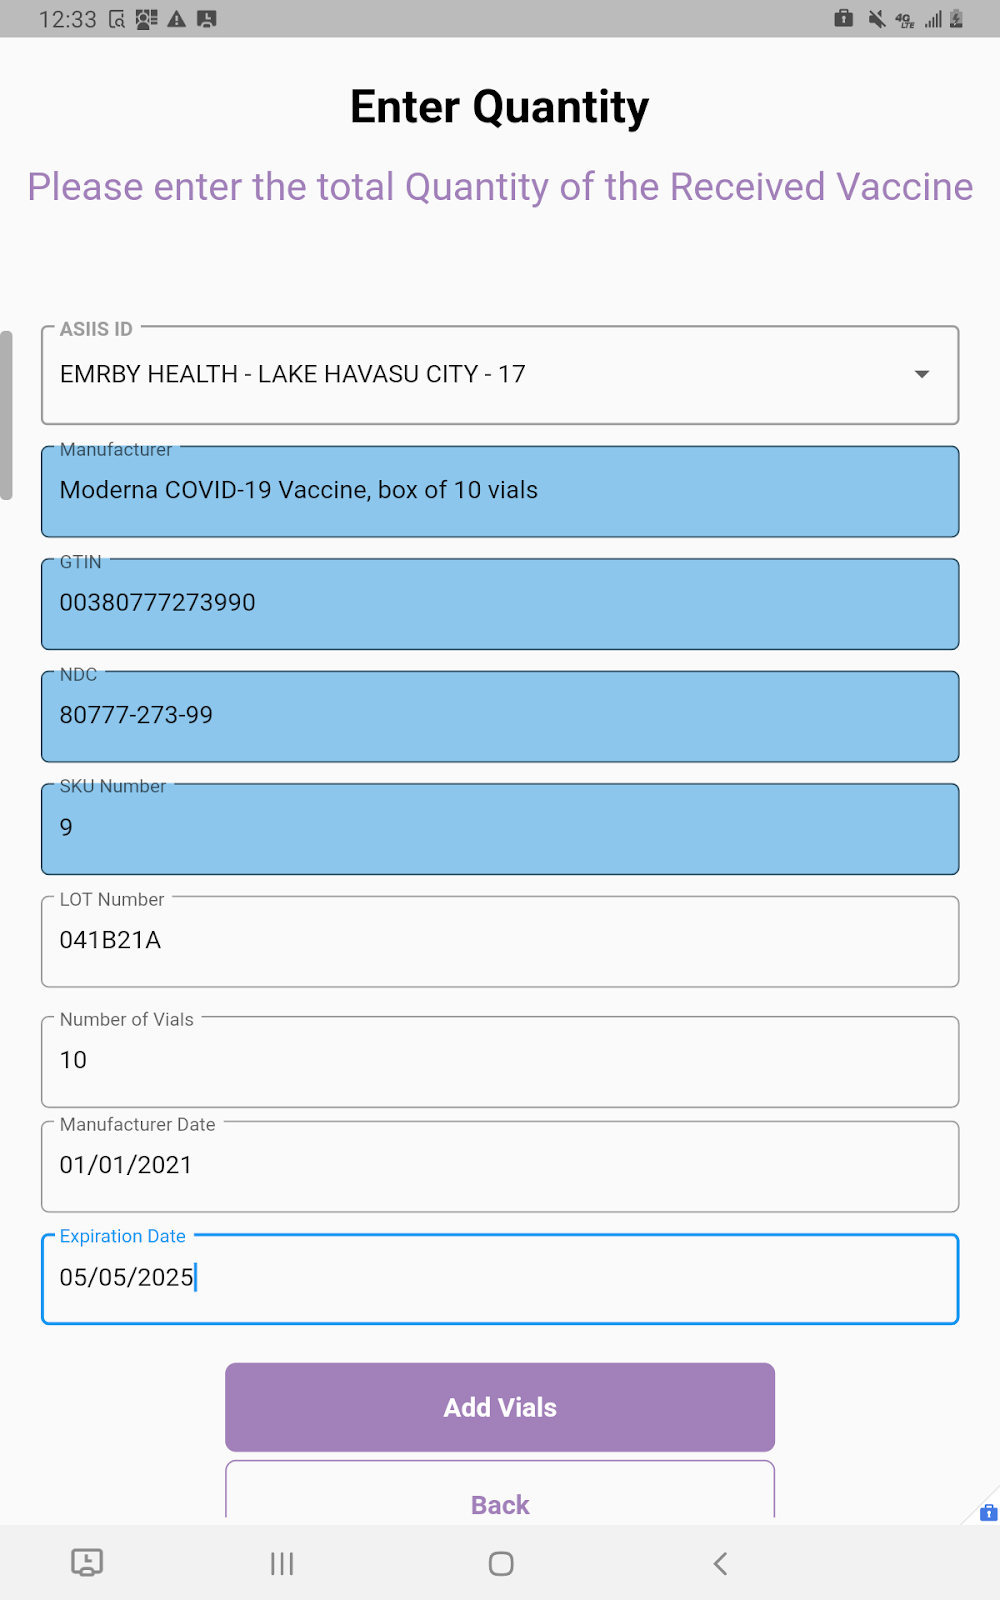 12:33
4G LTE
Enter Quantity
Please enter the total Quantity of the Received Vaccine
ASIIS ID
EMRBY HEALTH - LAKE HAVASU CITY - 17
Manufacturer
Moderna COVID-19 Vaccine, box of 10 vials
GTIN
00380777273990
NDC
80777-273-99
SKU Number
9
LOT Number
041B21A
Number of Vials
10
Manufacturer Date
01/01/2021
Expiration Date
05/05/2025
Add Vials
Back